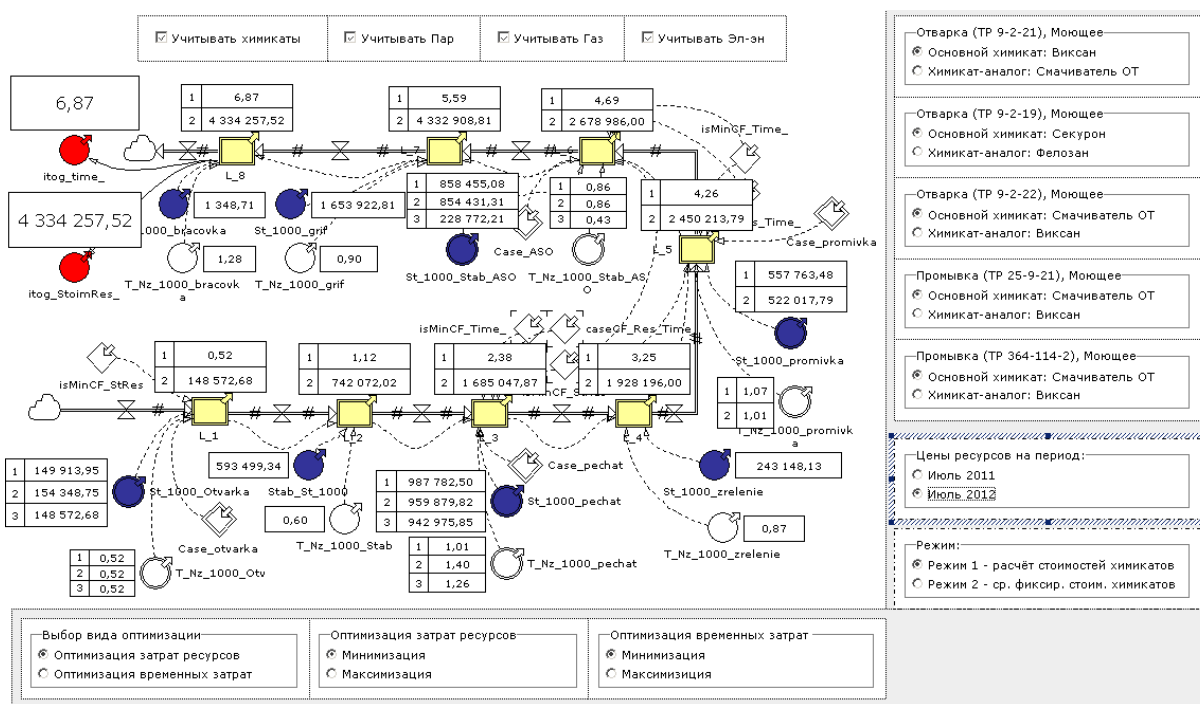 Учитывать химикаты
Учитывать Пар
Учитывать Газ
Учитывать Эл-эн
6,87
itog_time_
4 334 257,52
itog_StoimRes_
1 6,87
2 4 334 257,52
L_8
1 5,59
2 4 332 908,81
L_7
1 4,69
2 2 678 986,00
isMinCF_Time_
1 348,71
000_bracovka
1,28
T_Nz_1000_bracovk
a
1 653 922,81
St_1000_grif
0,90
T_Nz_1000_grif
1 858 455,08
2 854 431,31
3 228 772,21
St_1000_Stab_ASO
Case_ASO
1 0,86
2 0,86
3 0,43
T_Nz_1000_Stab_AS
O
1 4,26
2 2 450 213,79
s_Time_
Case_promivka
L_5
1 557 763,48
2 522 017,79
St_1000_promivka
1 1,07
2 1,01
T_Nz_1000_promivk
a
isMinCF_Time_
caseCF_Res_Time_
isMinCF_StRes
1 0,52
2 148 572,68
L_1
1 1,12
2 742 072,02
L_2
1 2,38
2 1 685 047,87
L_3
1 3,25
2 1 928 196,00
L_4
1 149 913,95
2 154 348,75
3 148 572,68
St_1000_Otvarka
Case_otvarka
1 0,52
2 0,52
3 0,52
T_Nz_1000_Otv
593 499,34
Stab_St_1000
0,60
T_Nz_1000_Stab
Case_pechat
1 987 782,50
2 959 879,82
3 942 975,85
St_1000_pechat
1 1,01
2 1,40
3 1,26
T_Nz_1000_pechat
243 148,13
St_1000_zrelenie
0,87
T_Nz_1000_zrelenie
Отварка (ТР 9-2-21), Моющее
Основной химикат: Виксан
Химикат-аналог: Смачиватель ОТ
Отварка (ТР 9-2-19), Моющее
Основной химикат: Секурон
Химикат-аналог: Фелозан
Отварка (ТР 9-2-22), Моющее
Основной химикат: Смачиватель ОТ
Химикат-аналог: Виксан
Промывка (ТР 25-9-21), Моющее
Основной химикат: Смачиватель ОТ
Химикат-аналог: Виксан
Промывка (ТР 364-114-2), Моющее
Основной химикат: Смачиватель ОТ
Химикат-аналог: Виксан
Цены ресурсов на период:
Июль 2011
Июль 2012
Режим:
Режим 1 - расчёт стоимостей химикатов
Режим 2 - ср. фиксир. стоим. химикатов
Выбор вида оптимизации
Оптимизация затрат ресурсов
Оптимизация временных затрат
Оптимизация затрат ресурсов
Минимизация
Максимизация
Оптимизация временных затрат
Минимизация
Максимизиция